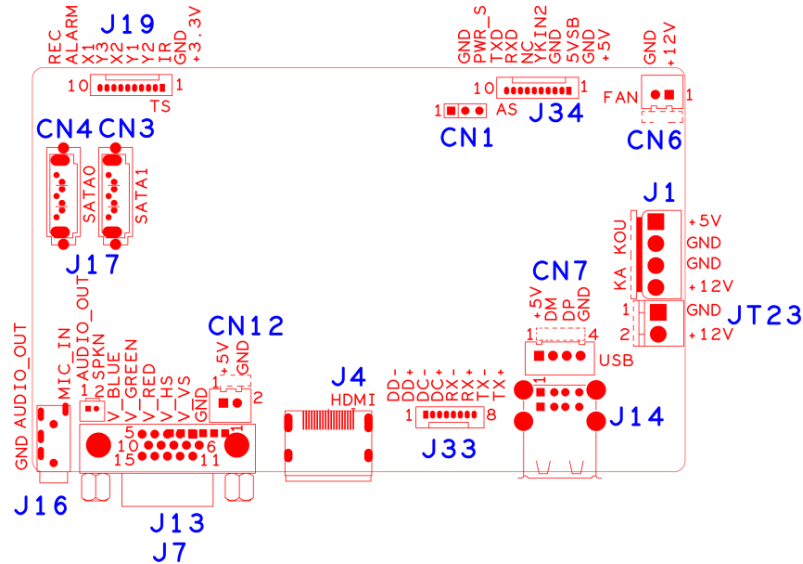 J19
REC
ALARM
X1
Y3
X2
Y1
Y2
IR
GND
+3.3V
10
1
TS
GND
PWR_S
TXD
RXD
NC
YKIN2
GND
5VSB
GND
+5V
10
1
AS
J34
1
CN1
GND
+12V
FAN
1
CN6
CN4
CN3
SATA0
SATA1
J17
J1
KOU
KA
+5V
GND
GND
+12V
JT23
1
GND
2
+12V
CN7
+5V
DM
DP
GND
1
4
USB
1
J14
CN12
+5V
GND
1
2
AUDIO_OUT
SPKN
1
2
AUDIO_OUT
GND
MIC_IN
V_BLUE
V_GREEN
V_RED
V_HS
V_VS
GND
5
1
10
6
15
11
J4
HDMI
DD-
DD+
DC-
DC+
RX-
RX+
TX-
TX+
1
8
J33
J16
J13
J7